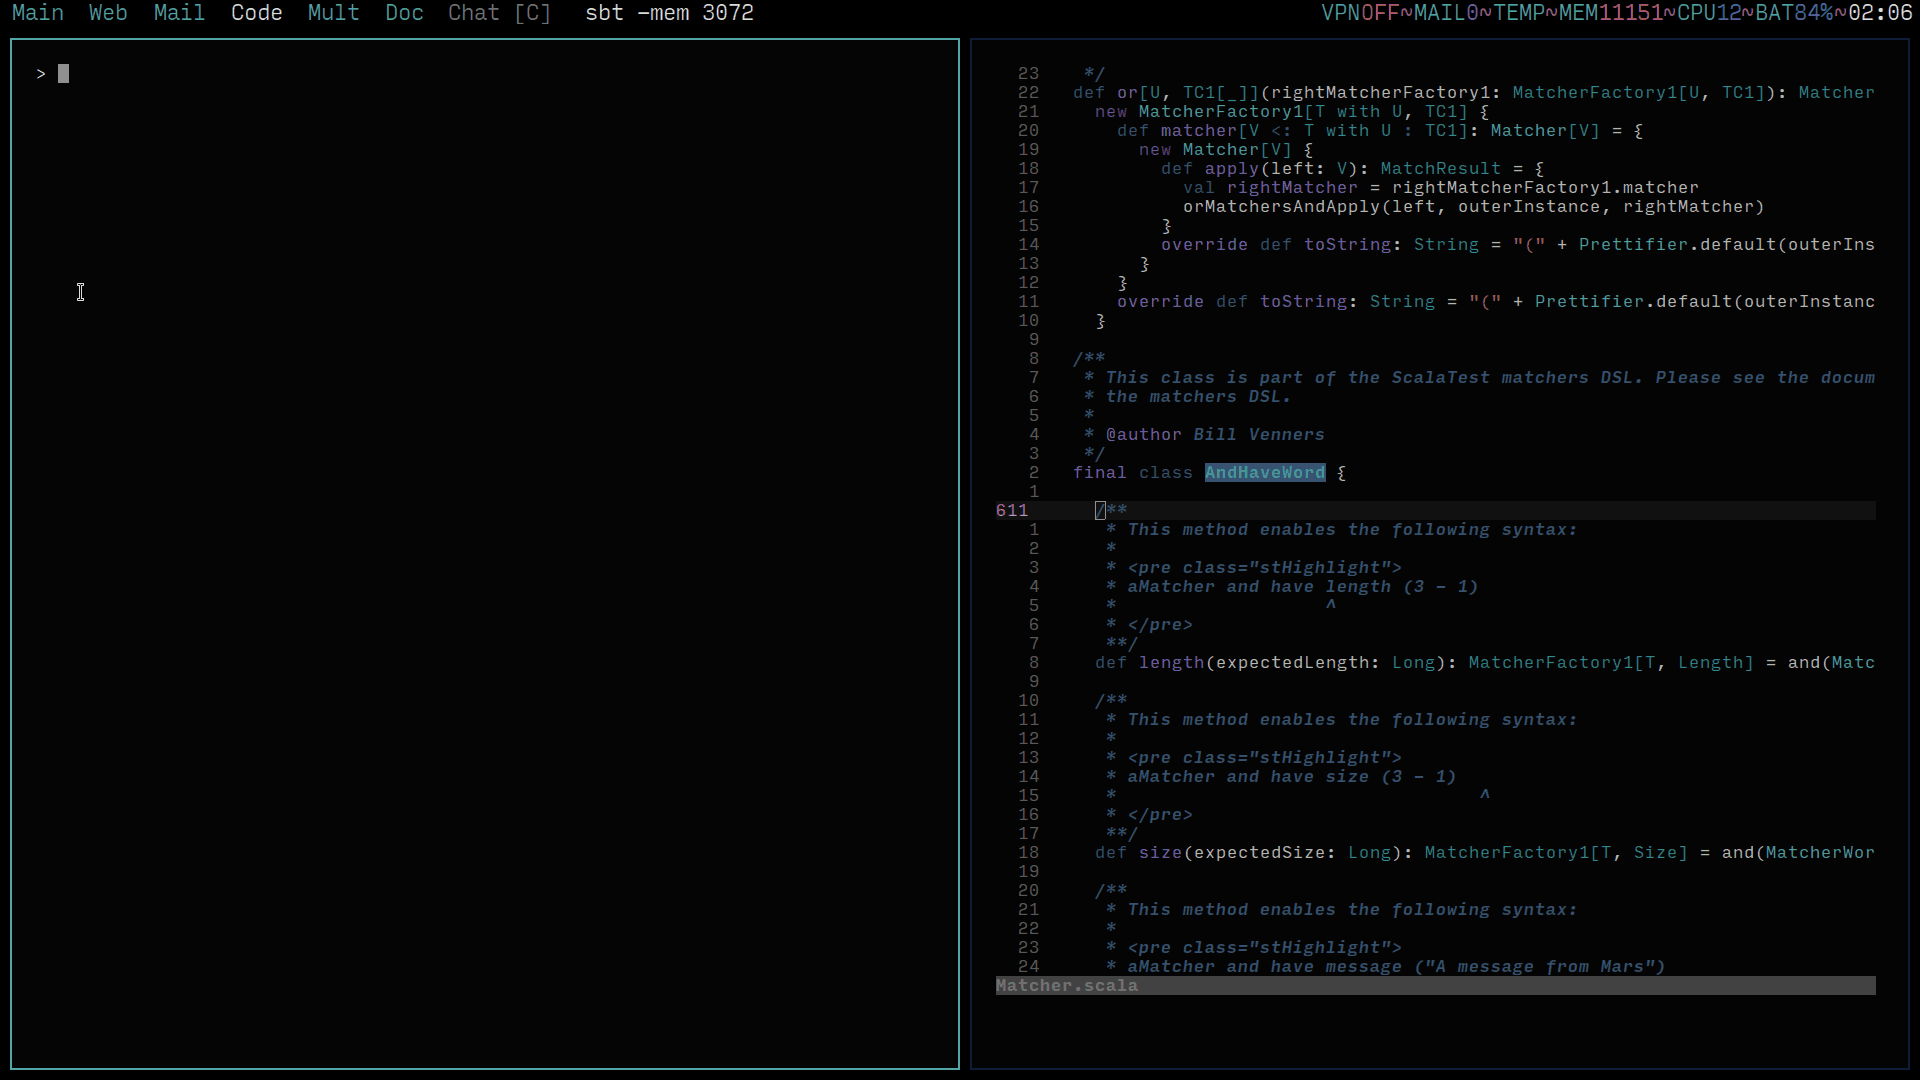 Main Web Mail Code Mult Doc Chat [C] sbt -mem 3072 VPNOFF~MAIL0~TEMP~MEM11151~CPU12~BAT84%~02:06
>
23 */
22 def or[U, TC1[_]](rightMatcherFactory1: MatcherFactory1[U, TC1]): Matcher
21 new MatcherFactory1[T with U, TC1] {
20 def matcher[V <: T with U : TC1]: Matcher[V] = {
19 new Matcher[V] {
18 def apply(left: V): MatchResult = {
17 val rightMatcher = rightMatcherFactory1.matcher
16 orMatchersAndApply(left, outerInstance, rightMatcher)
15 }
14 override def toString: String = "(" + Prettifier.default(outerIns
13 }
12 }
11 override def toString: String = "(" + Prettifier.default(outerInstanc
10 }
9
8 /**
7 * This class is part of the ScalaTest matchers DSL. Please see the docum
6 * the matchers DSL.
5 *
4 * @author Bill Venners
3 */
2 final class AndHaveWord {
1
611 /**
1 * This method enables the following syntax:
2 *
3 * <pre class="stHighlight">
4 * aMatcher and have length (3 - 1)
5 * ^
6 * </pre>
7 **/
8 def length(expectedLength: Long): MatcherFactory1[T, Length] = and(Matc
9
10 /**
11 * This method enables the following syntax:
12 *
13 * <pre class="stHighlight">
14 * aMatcher and have size (3 - 1)
15 * ^
16 * </pre>
17 **/
18 def size(expectedSize: Long): MatcherFactory1[T, Size] = and(MatcherWor
19
20 /**
21 * This method enables the following syntax:
22 *
23 * <pre class="stHighlight">
24 * aMatcher and have message ("A message from Mars")
Matcher.scala